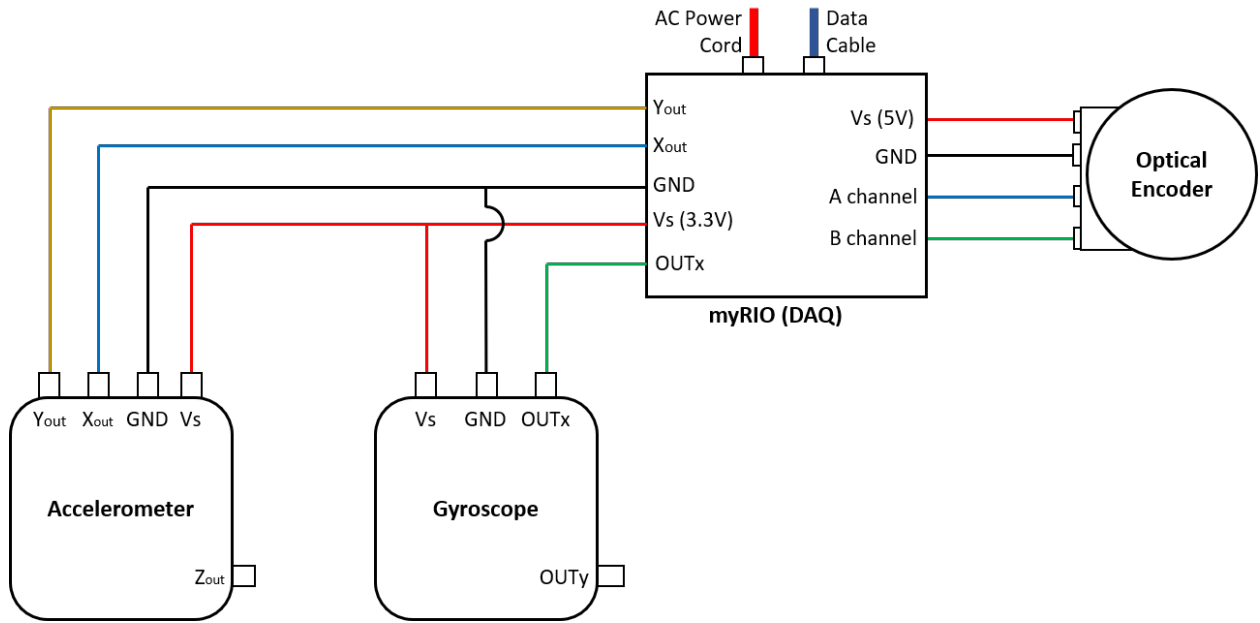 AC Power
Cord
Data
Cable
Yout
Xout
GND
Vs (3.3V)
OUTx
Vs (5V)
GND
A channel
B channel
myRIO (DAQ)
Optical
Encoder
Yout Xout GND Vs
Accelerometer
Zout
Vs GND OUTx
Gyroscope
OUTy